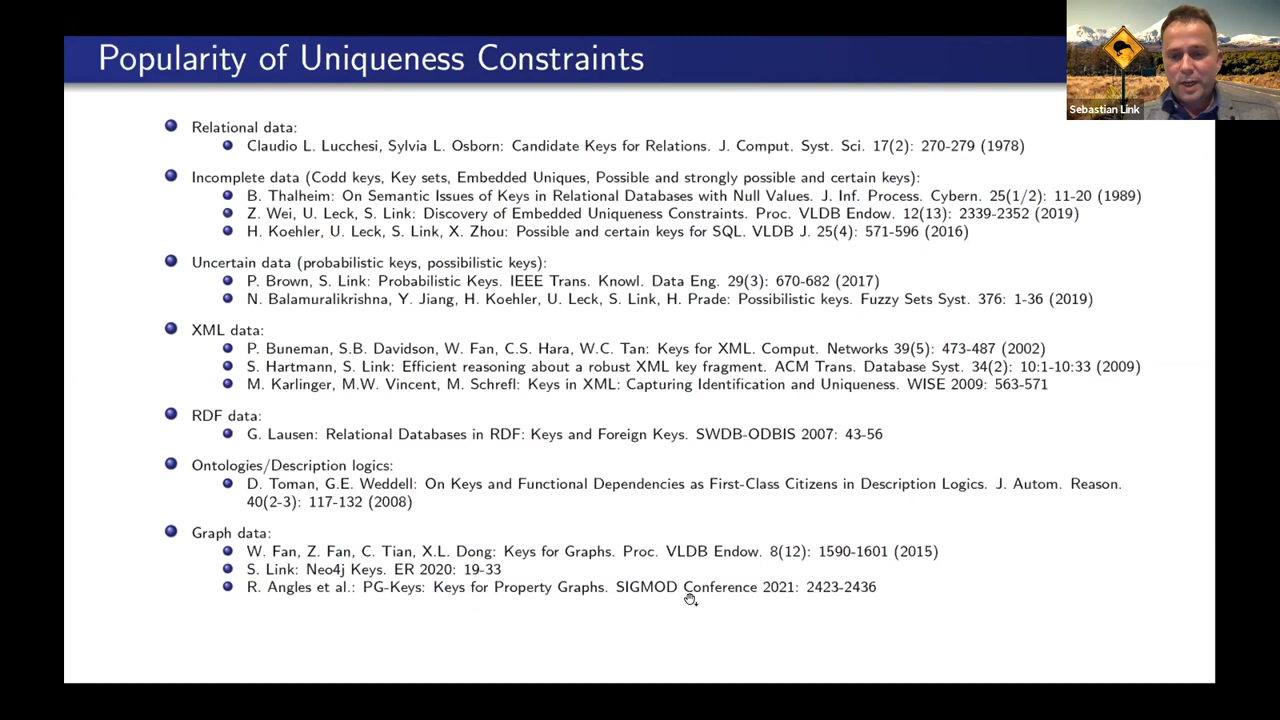 Popularity of Uniqueness Constraints
Sebastian Link
Relational data:
Claudio L. Lucchesi, Sylvia L. Osborn: Candidate Keys for Relations. J. Comput. Syst. Sci. 17(2): 270-279 (1978)
Incomplete data (Codd keys, Key sets, Embedded Uniques, Possible and strongly possible and certain keys):
B. Thalheim: On Semantic Issues of Keys in Relational Databases with Null Values. J. Inf. Process. Cybern. 25(1/2): 11-20 (1989)
Z. Wei, U. Leck, S. Link: Discovery of Embedded Uniqueness Constraints. Proc. VLDB Endow. 12(13): 2339-2352 (2019)
H. Koehler, U. Leck, S. Link, X. Zhou: Possible and certain keys for SQL. VLDB J. 25(4): 571-596 (2016)
Uncertain data (probabilistic keys, possibilistic keys):
P. Brown, S. Link: Probabilistic Keys. IEEE Trans. Knowl. Data Eng. 29(3): 670-682 (2017)
N. Balamuralikrishna, Y. Jiang, H. Koehler, U. Leck, S. Link, H. Prade: Possibilistic keys. Fuzzy Sets Syst. 376: 1-36 (2019)
XML data:
P. Buneman, S.B. Davidson, W. Fan, C.S. Hara, W.C. Tan: Keys for XML. Comput. Networks 39(5): 473-487 (2002)
S. Hartmann, S. Link: Efficient reasoning about a robust XML key fragment. ACM Trans. Database Syst. 34(2): 10:1-10:33 (2009)
M. Karlinger, M.W. Vincent, M. Schrefl: Keys in XML: Capturing Identification and Uniqueness. WISE 2009: 563-571
RDF data:
G. Lausen: Relational Databases in RDF: Keys and Foreign Keys. SWDB-ODBIS 2007: 43-56
Ontologies/Description logics:
D. Toman, G.E. Weddell: On Keys and Functional Dependencies as First-Class Citizens in Description Logics. J. Autom. Reason.
40(2-3): 117-132 (2008)
Graph data:
W. Fan, Z. Fan, C. Tian, X.L. Dong: Keys for Graphs. Proc. VLDB Endow. 8(12): 1590-1601 (2015)
S. Link: Neo4j Keys. ER 2020: 19-33
R. Angles et al.: PG-Keys: Keys for Property Graphs. SIGMOD Conference 2021: 2423-2436